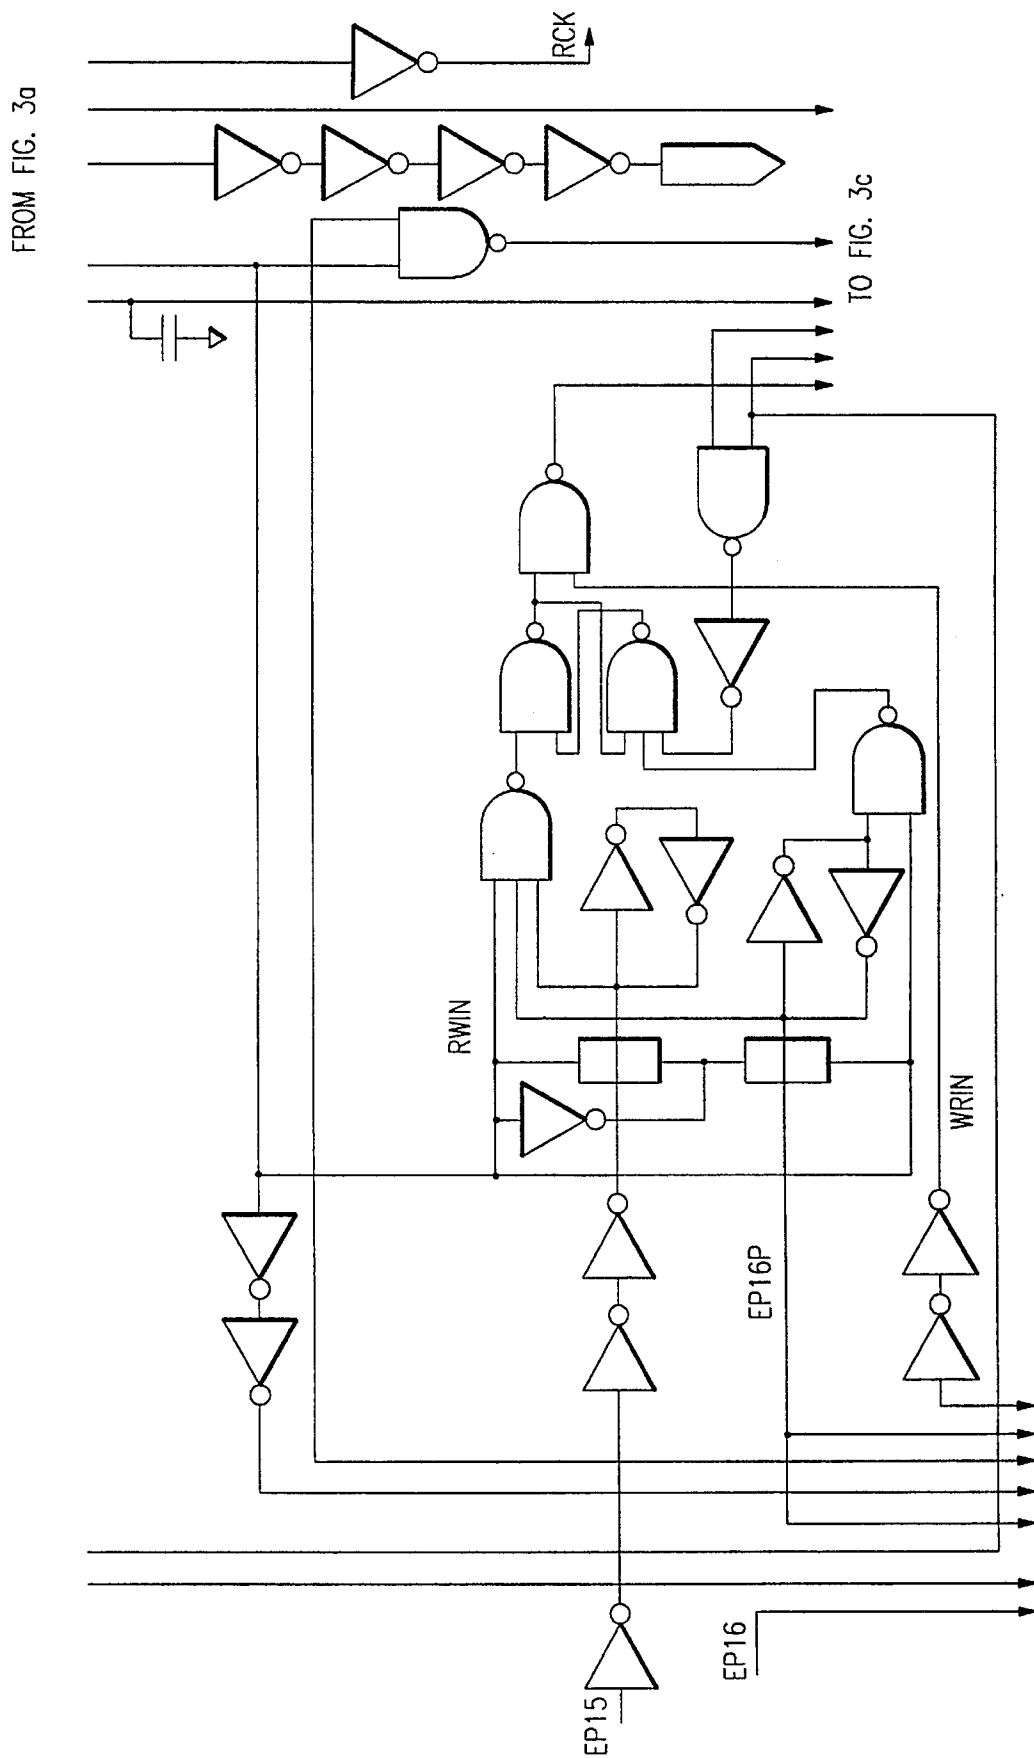 FROM FIG. 3a
RCK
TO FIG. 3c
RWIN
WRIN
EP16P
EP16
EP15